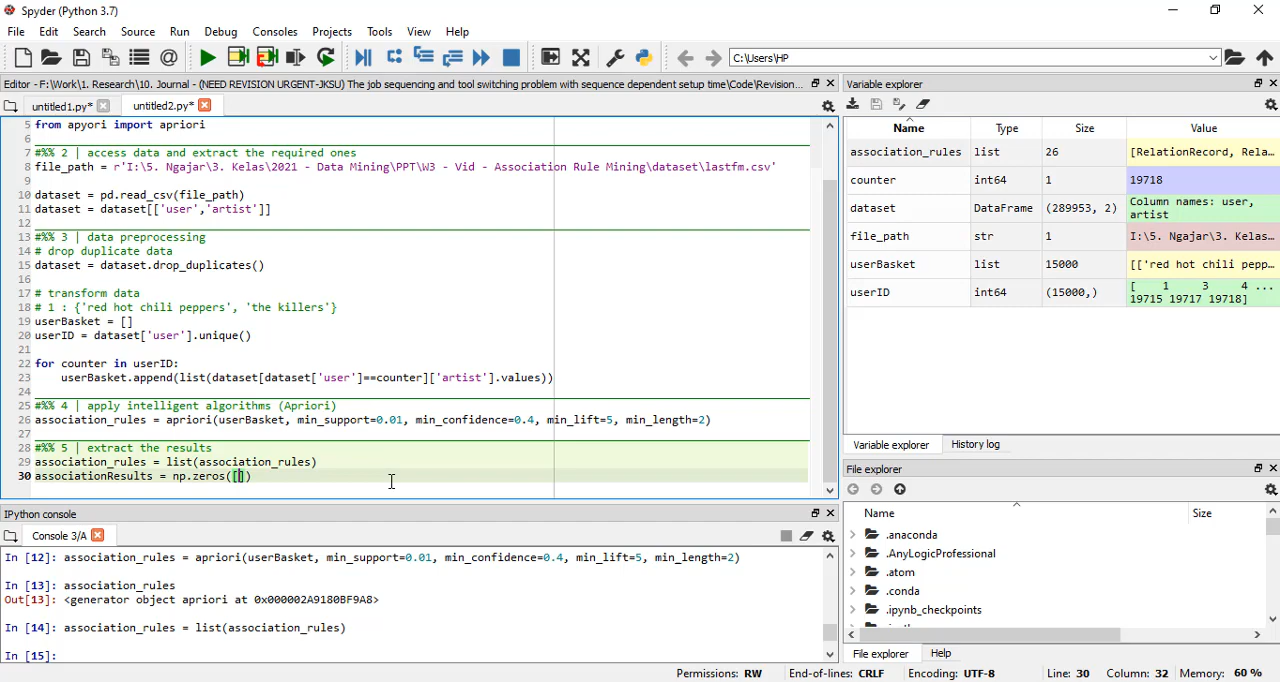 Spyder (Python 3.7)
File Edit Search Source Run Debug Consoles Projects Tools View Help
C:\Users\HP
Editor - F:\Work\1. Research\10. Journal - (NEED REVISION URGENT-JKSU) The job sequencing and tool switching problem with sequence dependent setup time\Code\Revision...
untitled1.py* untitled2.py*
5 from apyori import apriori
6
7 #%% 2 | access data and extract the required ones
8 file_path = r'I:\5. Ngajar\3. Kelas\2021 - Data Mining\PPT\W3 - Vid - Association Rule Mining\dataset\lastfm.csv'
9
10 dataset = pd.read_csv(file_path)
11 dataset = dataset[['user','artist']]
12
13 #%% 3 | data preprocessing
14 # drop duplicate data
15 dataset = dataset.drop_duplicates()
16
17 # transform data
18 # 1 : {'red hot chili peppers', 'the killers'}
19 userBasket = []
20 userID = dataset['user'].unique()
21
22 for counter in userID:
23 userBasket.append(list(dataset[dataset['user']==counter]['artist'].values))
24
25 #%% 4 | apply intelligent algorithms (Apriori)
26 association_rules = apriori(userBasket, min_support=0.01, min_confidence=0.4, min_lift=5, min_length=2)
27
28 #%% 5 | extract the results
29 association_rules = list(association_rules)
30 associationResults = np.zeros([])
IPython console
Console 3/A
In [12]: association_rules = apriori(userBasket, min_support=0.01, min_confidence=0.4, min_lift=5, min_length=2)
In [13]: association_rules
Out[13]: <generator object apriori at 0x000002A9180BF9A8>
In [14]: association_rules = list(association_rules)
In [15]:
Variable explorer
Name Type Size Value
association_rules list 26 [RelationRecord, Rela...
counter int64 1 19718
dataset DataFrame (289953, 2) Column names: user,
artist
file_path str 1 I:\5. Ngajar\3. Kelas...
userBasket list 15000 [['red hot chili pepp...
userID int64 (15000,) [ 1 3 4 ...
19715 19717 19718]
Variable explorer History log
File explorer
Name Size
.anaconda
.AnyLogicProfessional
.atom
.conda
.ipynb_checkpoints
File explorer Help
Permissions: RW End-of-lines: CRLF Encoding: UTF-8 Line: 30 Column: 32 Memory: 60 %